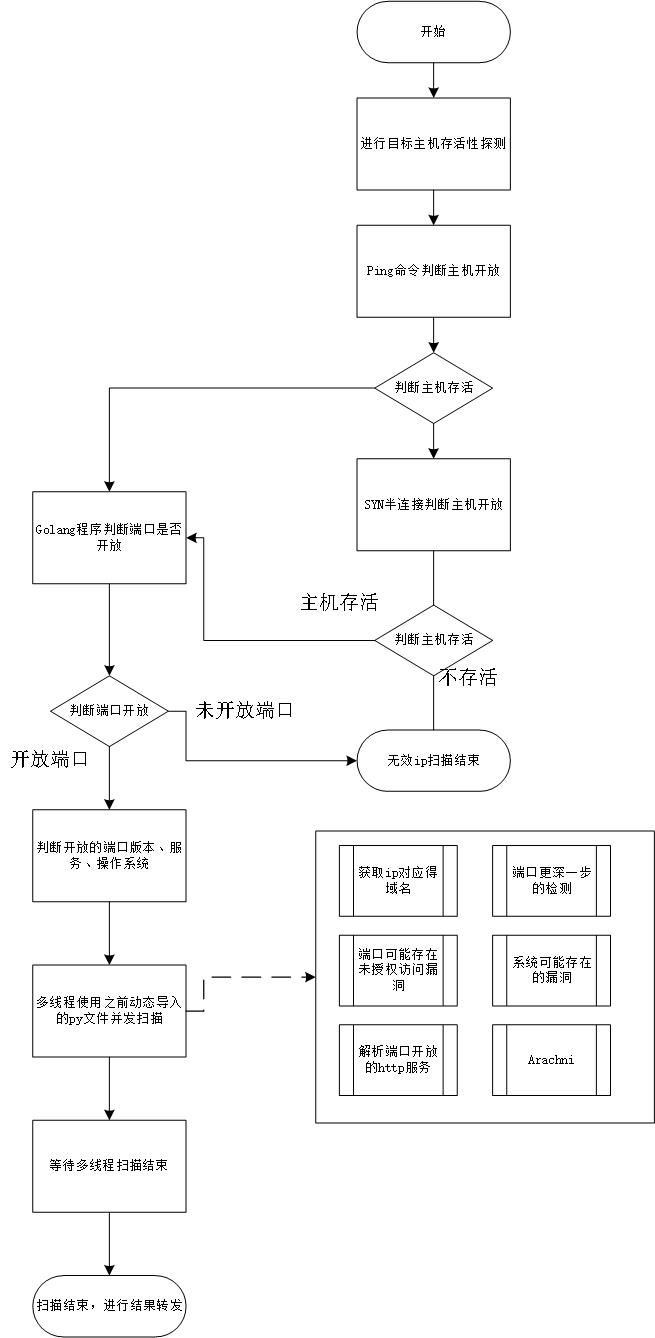 开始
进行目标主机存活性探测
Ping命令判断主机开放
判断主机存活
SYN半连接判断主机开放
Golang程序判断端口是否
开放
主机存活
判断主机存活
不存活
判断端口开放
未开放端口
开放端口
无效ip扫描结束
判断开放的端口版本、服
务、操作系统
获取ip对应得
域名
端口更深一步
的检测
端口可能存在
未授权访问漏
洞
系统可能存在
的漏洞
多线程使用之前动态导入
的py文件并发扫描
解析端口开放
的http服务
Arachni
等待多线程扫描结束
扫描结束，进行结果转发